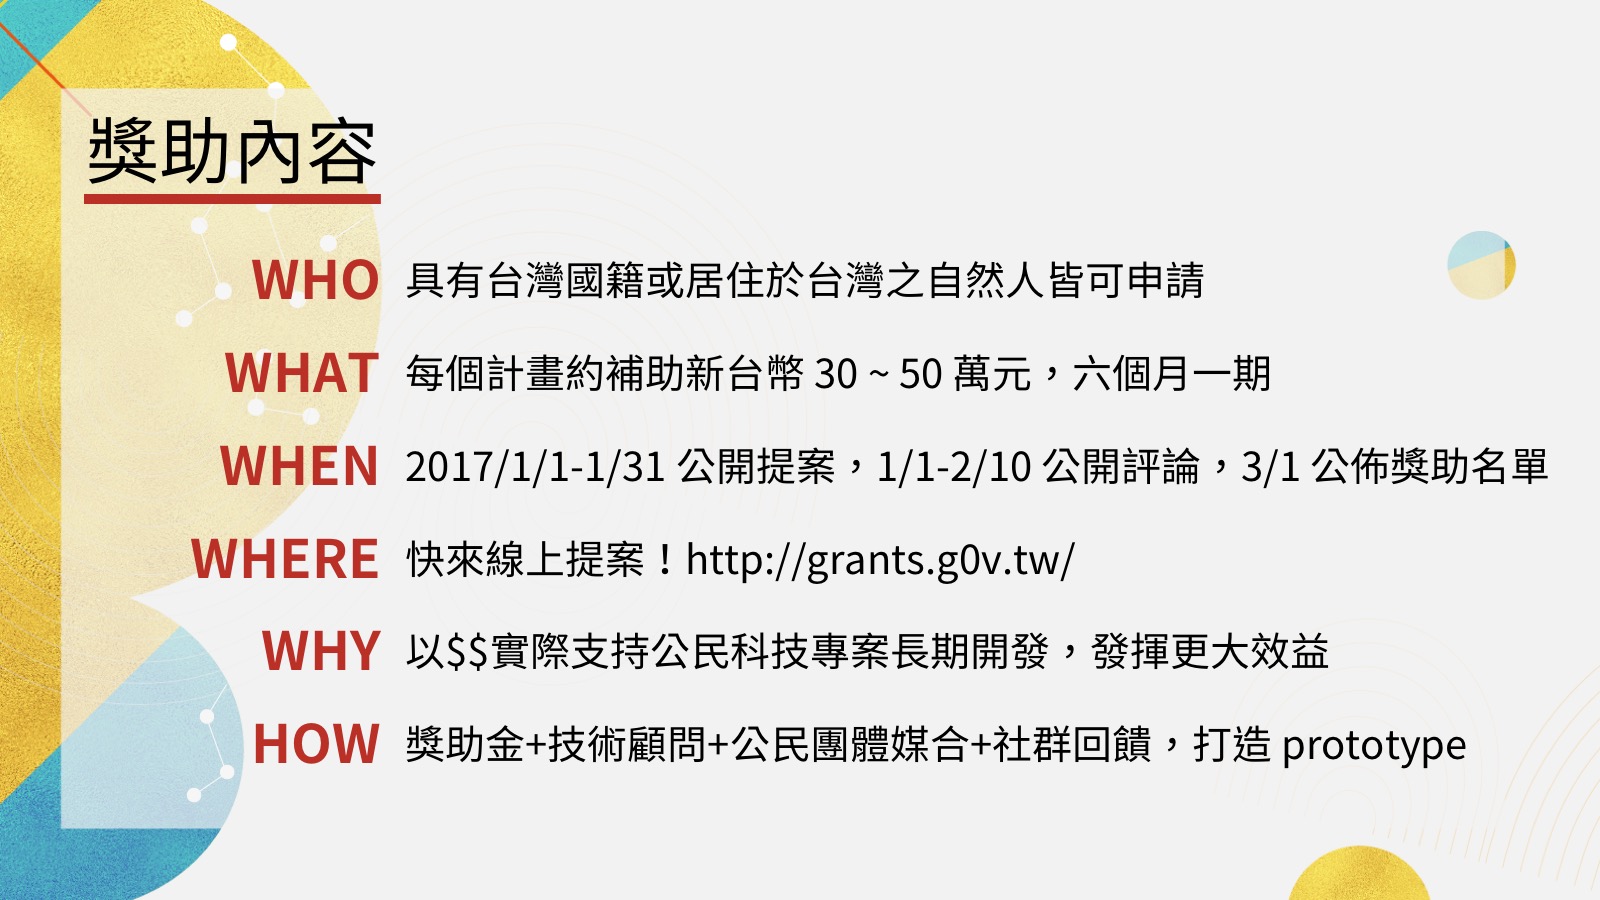 獎助內容
WHO 具有台灣國籍或居住於台灣之自然人皆可申請
WHAT 每個計畫約補助新台幣 30 ~ 50 萬元，六個月一期
WHEN 2017/1/1-1/31 公開提案，1/1-2/10 公開評論，3/1 公佈獎助名單
WHERE 快來線上提案！http://grants.g0v.tw/
WHY 以$$實際支持公民科技專案長期開發，發揮更大效益
HOW 獎助金+技術顧問+公民團體媒合+社群回饋，打造 prototype